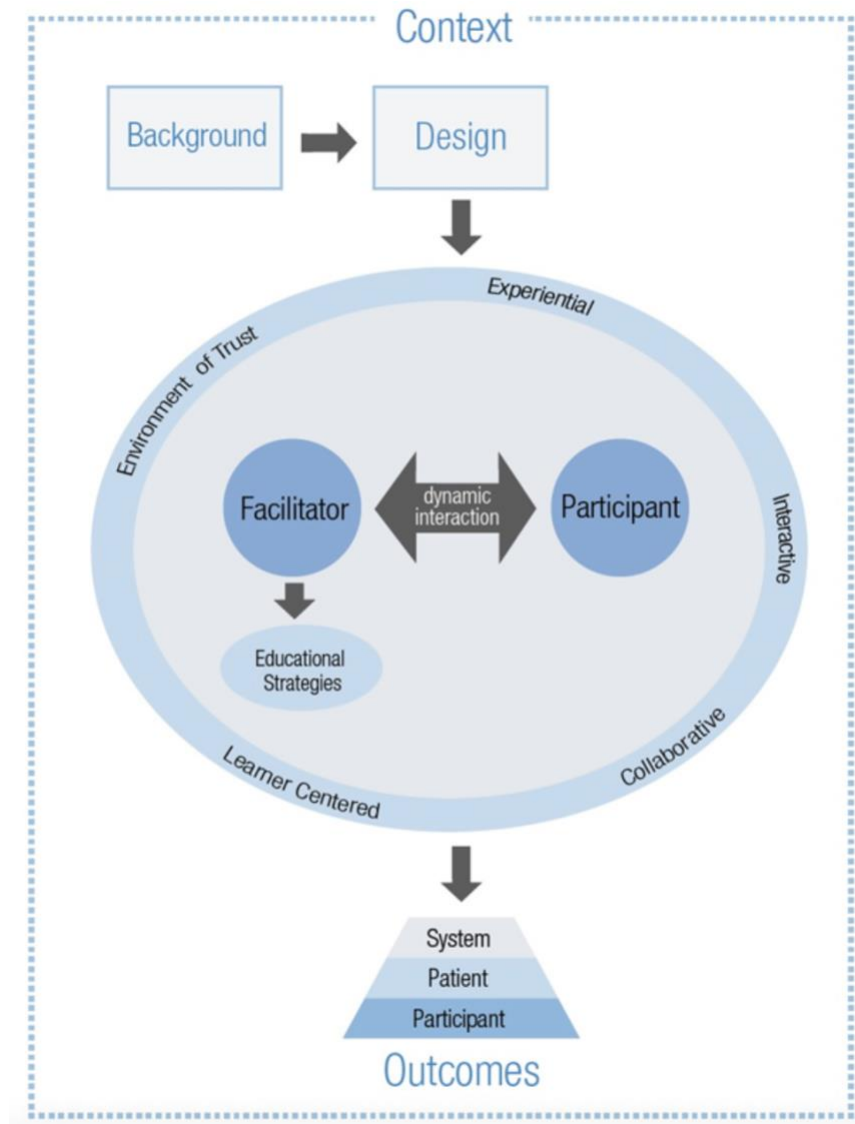 Context
Background
Design
Experiential
Environment of Trust
Interactive
Facilitator
dynamic
interaction
Participant
Educational
Strategies
Learner Centered
Collaborative
System
Patient
Participant
Outcomes